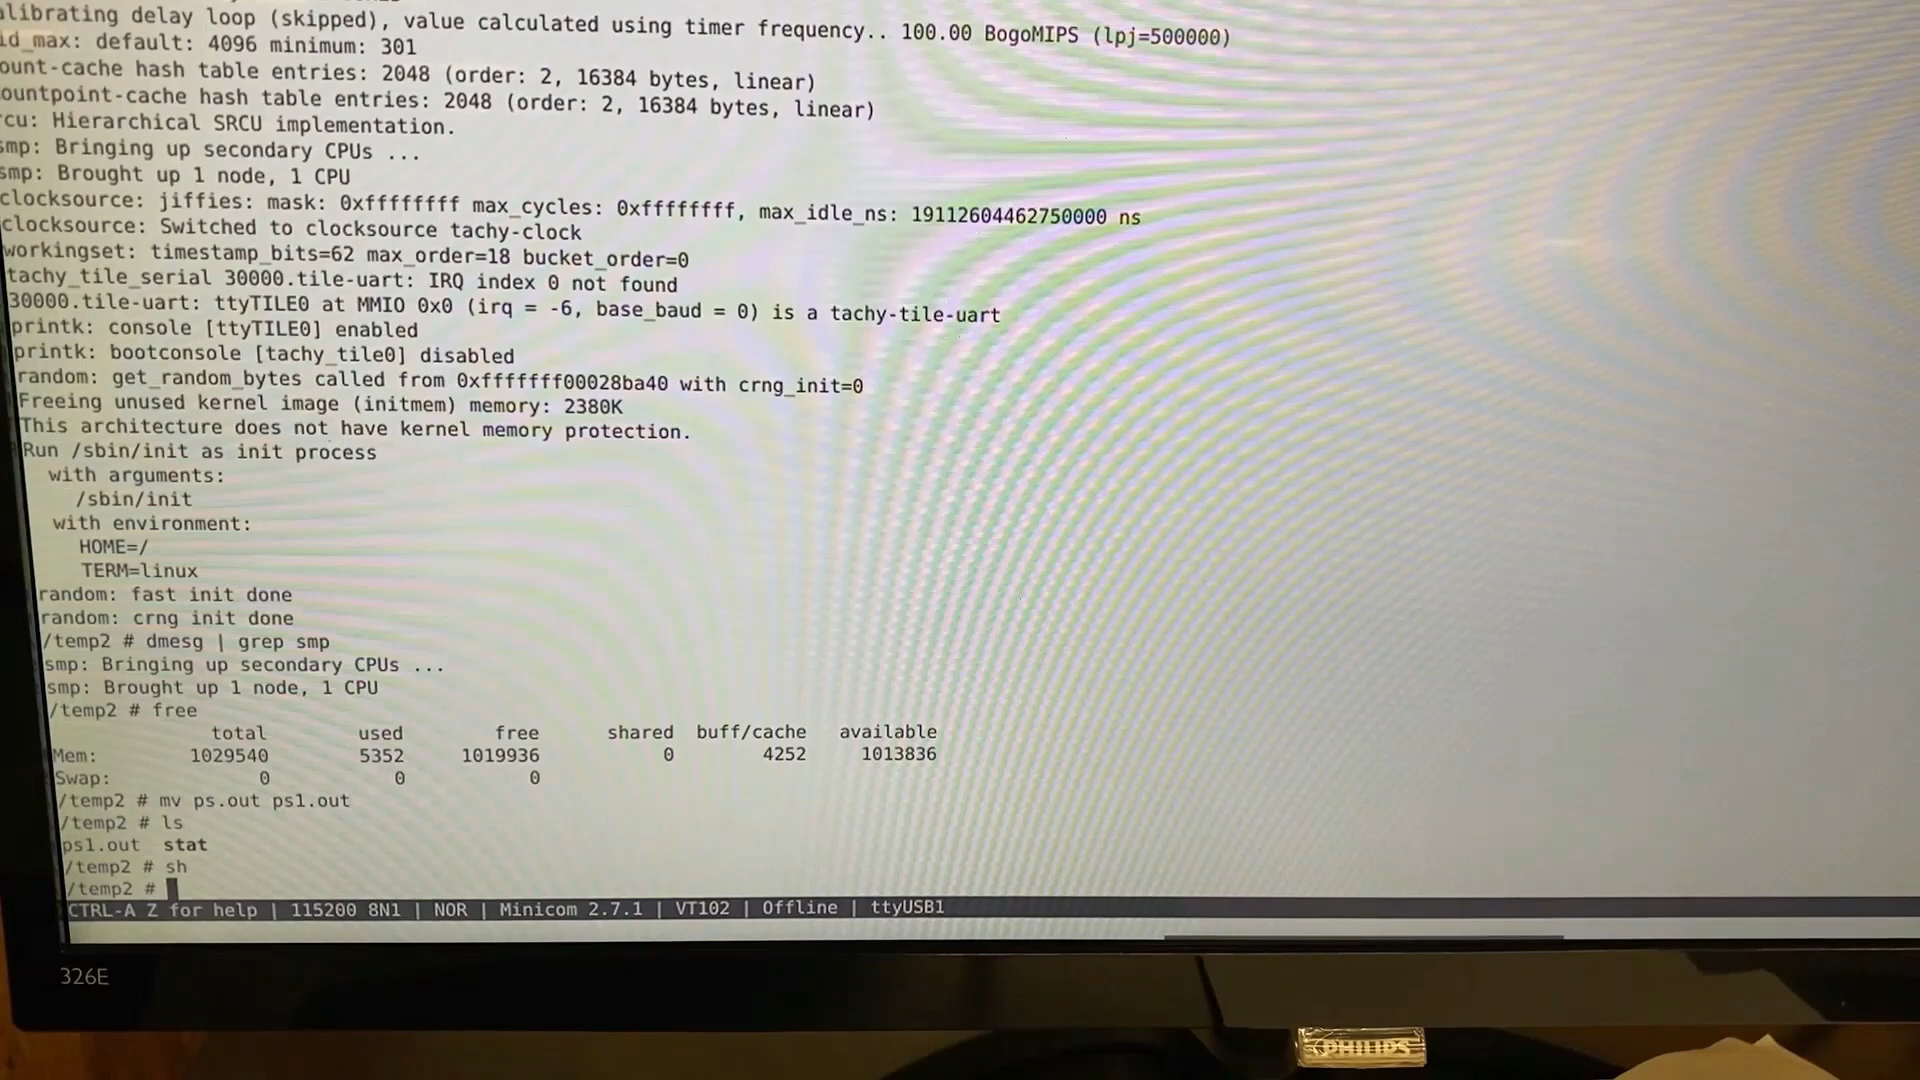 alibrating delay loop (skipped), value calculated using timer frequency.. 100.00 BogoMIPS (lpj=500000)
id_max: default: 4096 minimum: 301
ount-cache hash table entries: 2048 (order: 2, 16384 bytes, linear)
ountpoint-cache hash table entries: 2048 (order: 2, 16384 bytes, linear)
rcu: Hierarchical SRCU implementation.
smp: Bringing up secondary CPUs ...
smp: Brought up 1 node, 1 CPU
clocksource: jiffies: mask: 0xffffffff max_cycles: 0xffffffff, max_idle_ns: 19112604462750000 ns
clocksource: Switched to clocksource tachy-clock
workingset: timestamp_bits=62 max_order=18 bucket_order=0
tachy_tile_serial 30000.tile-uart: IRQ index 0 not found
30000.tile-uart: ttyTILE0 at MMIO 0x0 (irq = -6, base_baud = 0) is a tachy-tile-uart
printk: console [ttyTILE0] enabled
printk: bootconsole [tachy_tile0] disabled
random: get_random_bytes called from 0xfffffff00028ba40 with crng_init=0
Freeing unused kernel image (initmem) memory: 2380K
This architecture does not have kernel memory protection.
Run /sbin/init as init process
with arguments:
/sbin/init
with environment:
HOME=/
TERM=linux
random: fast init done
random: crng init done
/temp2 # dmesg | grep smp
smp: Bringing up secondary CPUs ...
smp: Brought up 1 node, 1 CPU
/temp2 # free
total used free shared buff/cache available
Mem: 1029540 5352 1019936 0 4252 1013836
Swap: 0 0 0
/temp2 # mv ps.out ps1.out
/temp2 # ls
ps1.out stat
/temp2 # sh
/temp2 #
CTRL-A Z for help | 115200 8N1 | NOR | Minicom 2.7.1 | VT102 | Offline | ttyUSB1
326E
PHILIPS